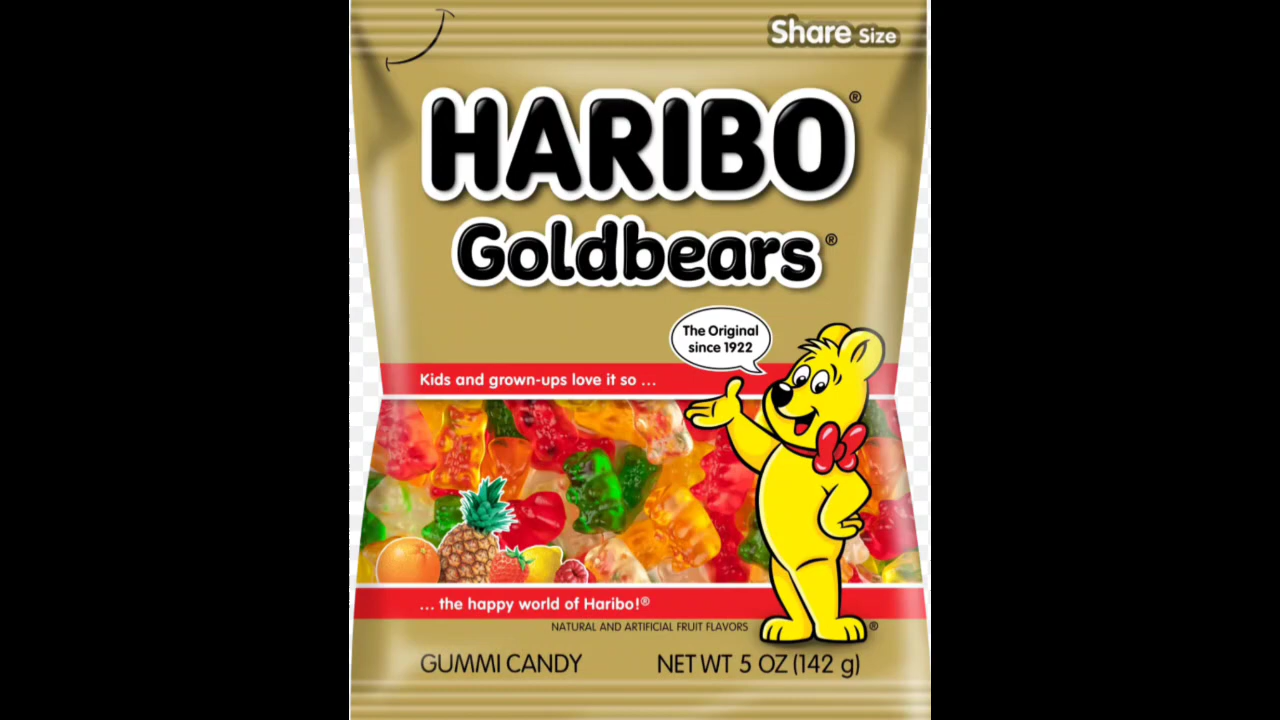 Share Size
HARIBO®
Goldbears®
The Original
since 1922
Kids and grown-ups love it so ...
... the happy world of Haribo!®
NATURAL AND ARTIFICIAL FRUIT FLAVORS
®
GUMMI CANDY
NET WT 5 OZ (142 g)